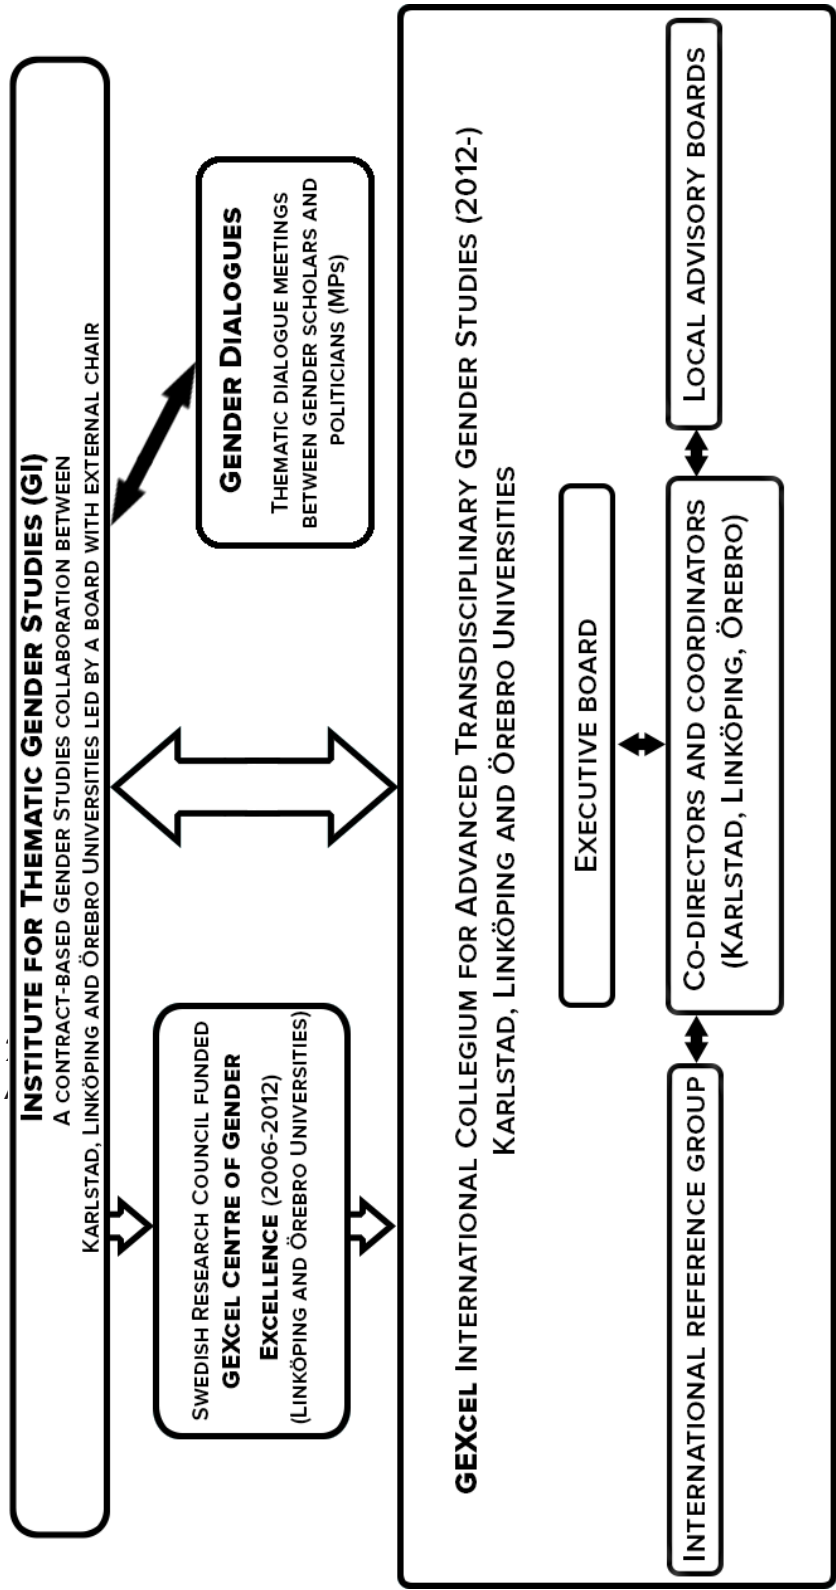 Institute for Thematic Gender Studies (GI)
A contract-based Gender Studies collaboration between
Karlstad, Linköping and Örebro Universities led by a board with external chair
Swedish Research Council funded
GEXcel Centre of Gender
Excellence (2006-2012)
(Linköping and Örebro Universities)
Gender Dialogues
Thematic dialogue meetings
between gender scholars and
politicians (MPs)
GEXcel International Collegium for Advanced Transdisciplinary Gender Studies (2012-)
Karlstad, Linköping and Örebro Universities
Executive board
International reference group
Co-directors and coordinators
(Karlstad, Linköping, Örebro)
Local advisory boards